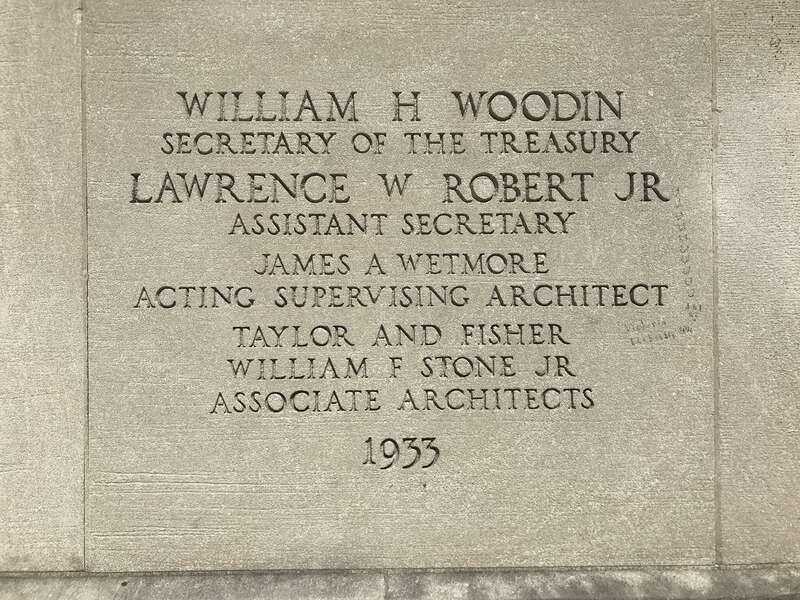 WILLIAM H WOODIN
SECRETARY OF THE TREASURY
LAWRENCE W ROBERT JR
ASSISTANT SECRETARY
JAMES A WETMORE
ACTING SUPERVISING ARCHITECT
TAYLOR AND FISHER
WILLIAM F STONE JR
ASSOCIATE ARCHITECTS
1933